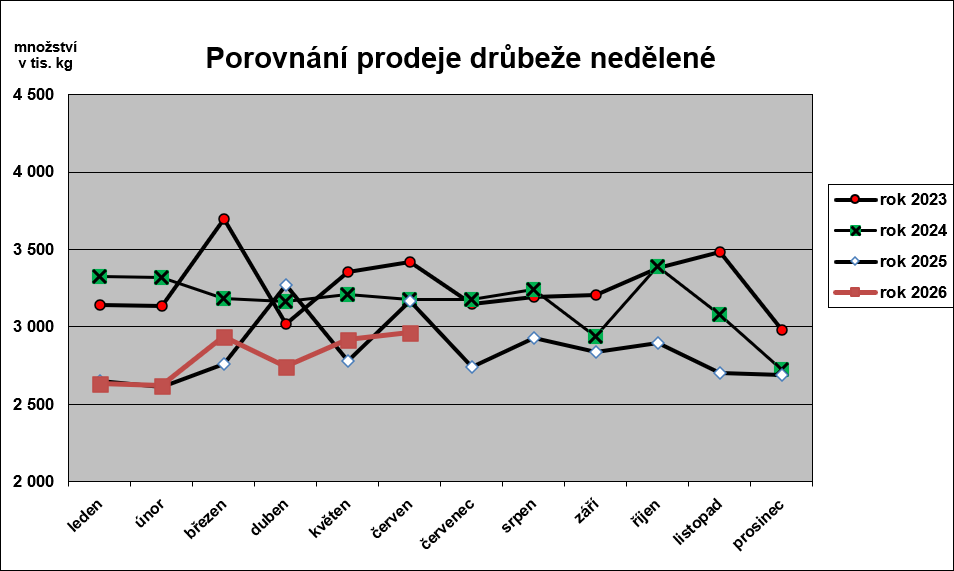 množství
v tis. kg
Porovnání prodeje drůbeže nedělené
4 500
4 000
3 500
3 000
2 500
2 000
leden
únor
březen
duben
květen
červen
červenec
srpen
září
říjen
listopad
prosinec
rok 2023
rok 2024
rok 2025
rok 2026